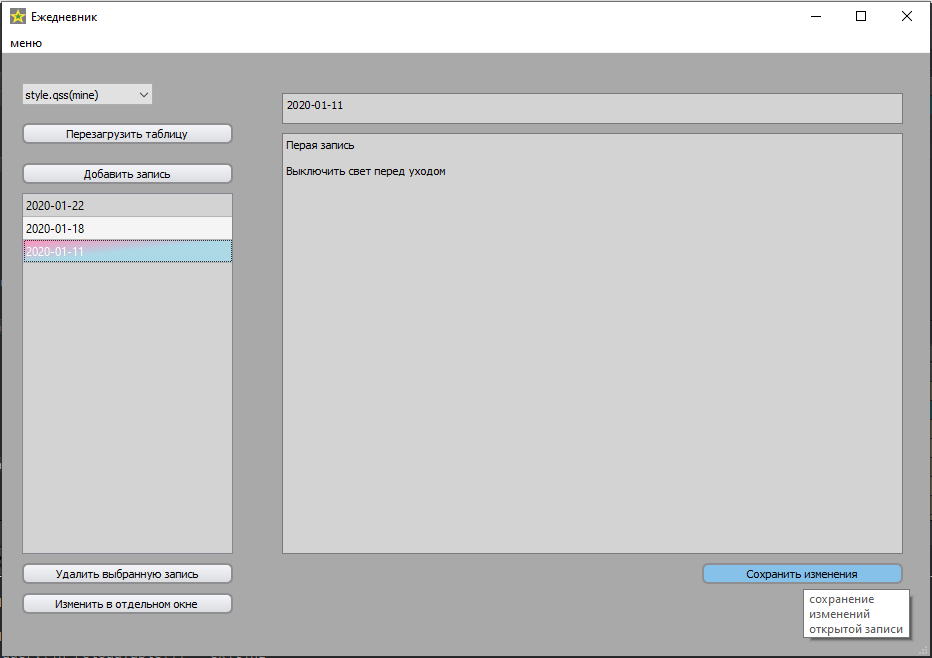 Ежедневник
меню
style.qss(mine)
Перезагрузить таблицу
Добавить запись
2020-01-22
2020-01-18
2020-01-11
Удалить выбранную запись
Изменить в отдельном окне
2020-01-11
Перая запись
Выключить свет перед уходом
Сохранить изменения
сохранение
изменений
открытой записи